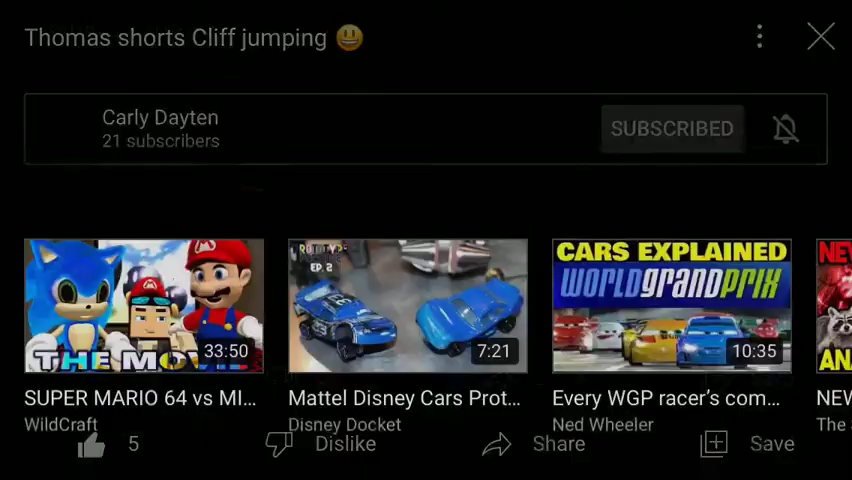 Thomas shorts Cliff jumping 😃
Carly Dayten
21 subscribers
SUBSCRIBED
EP. 2
CARS EXPLAINED
WORLDGRANDPRIX
THE MOV
33:50
7:21
10:35
SUPER MARIO 64 vs MI...
Mattel Disney Cars Prot...
Every WGP racer's com...
NEW
WildCraft
Disney Docket
Ned Wheeler
The
5
Dislike
Share
Save